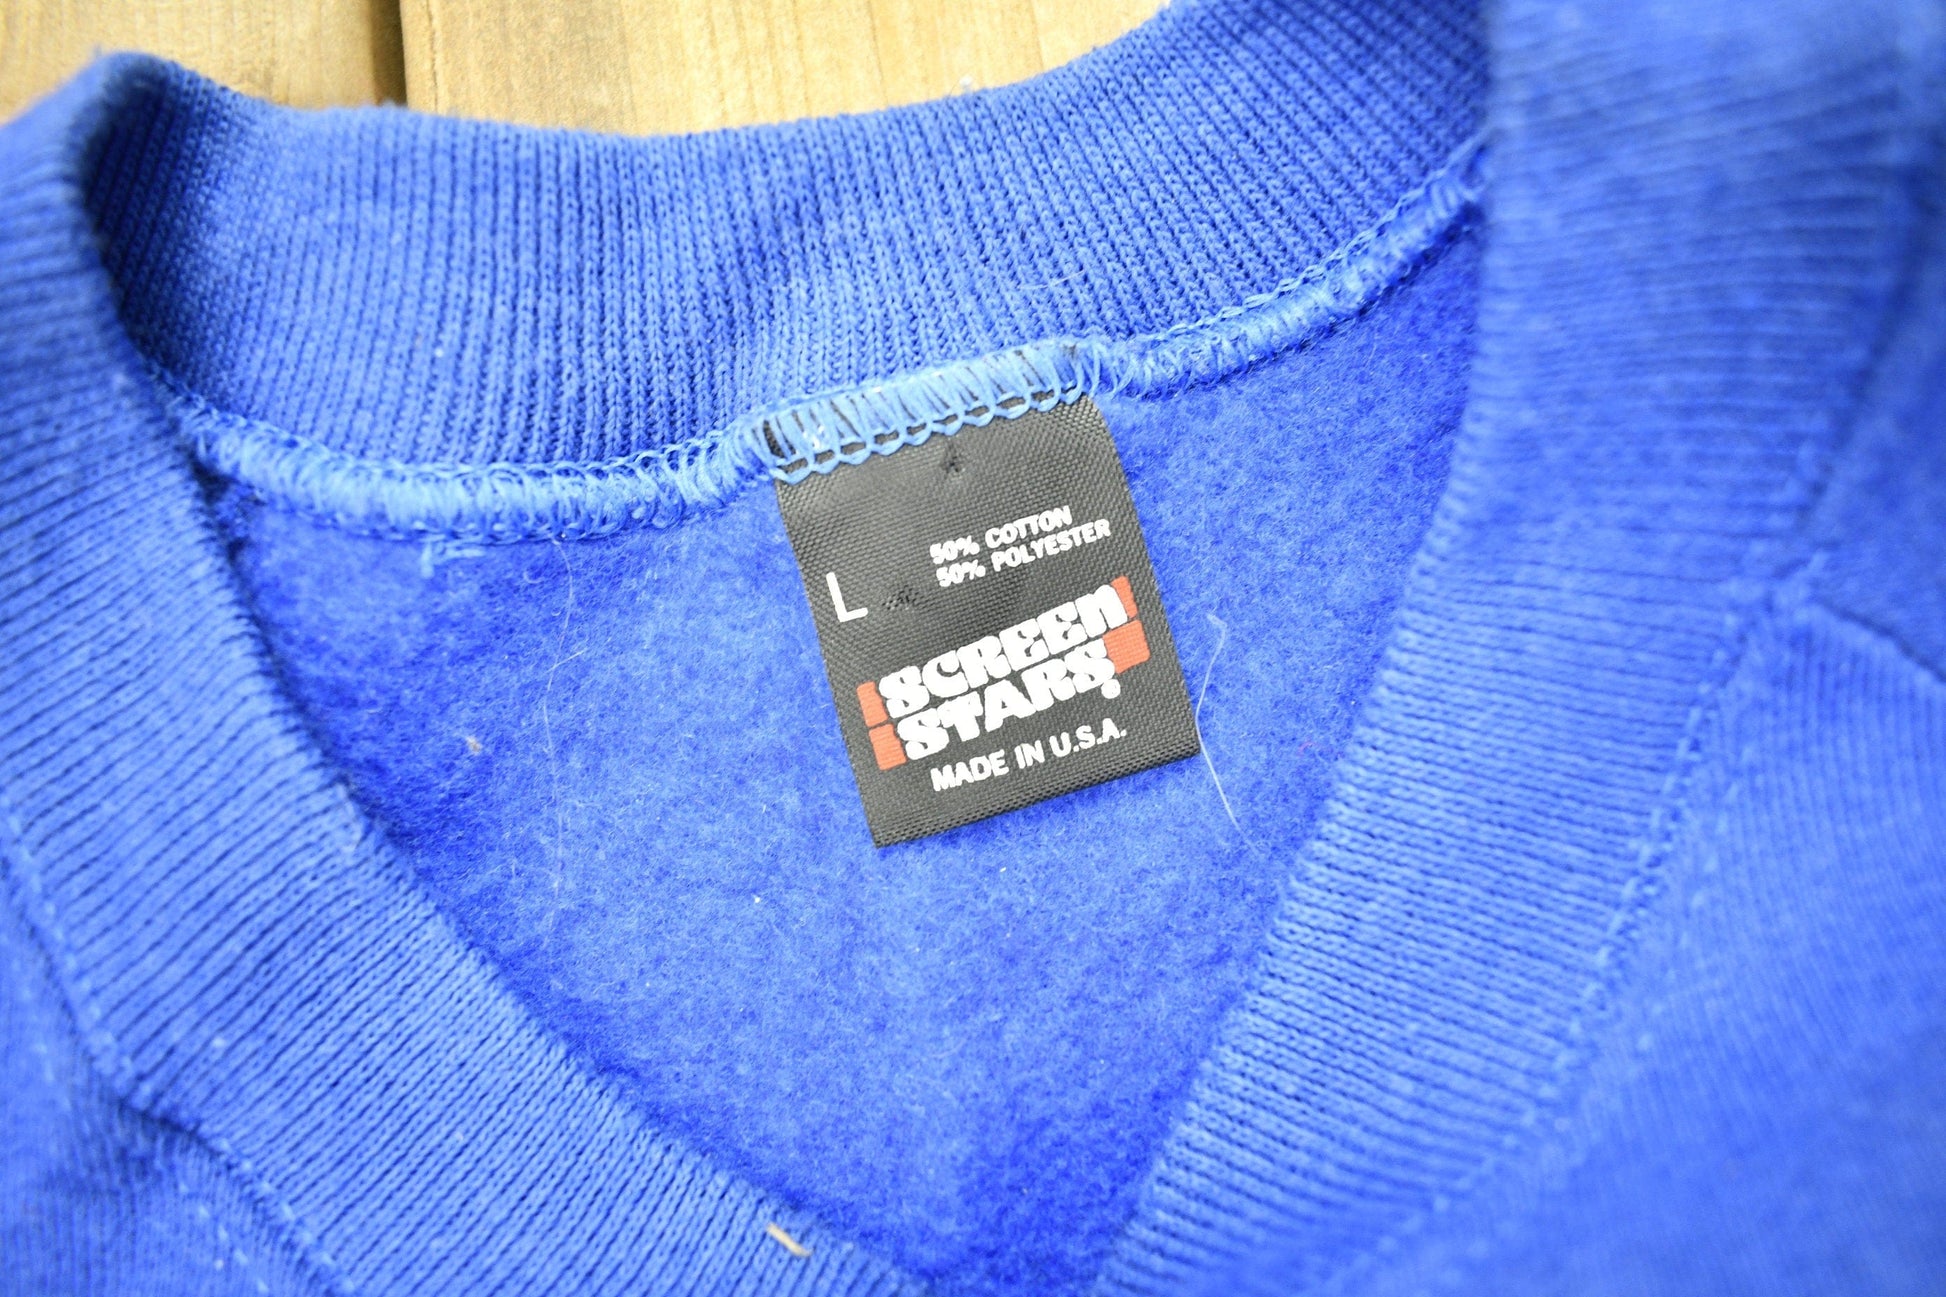 50% COTTON
50% POLYESTER
L
SCREEN
STARS®
MADE IN U.S.A.